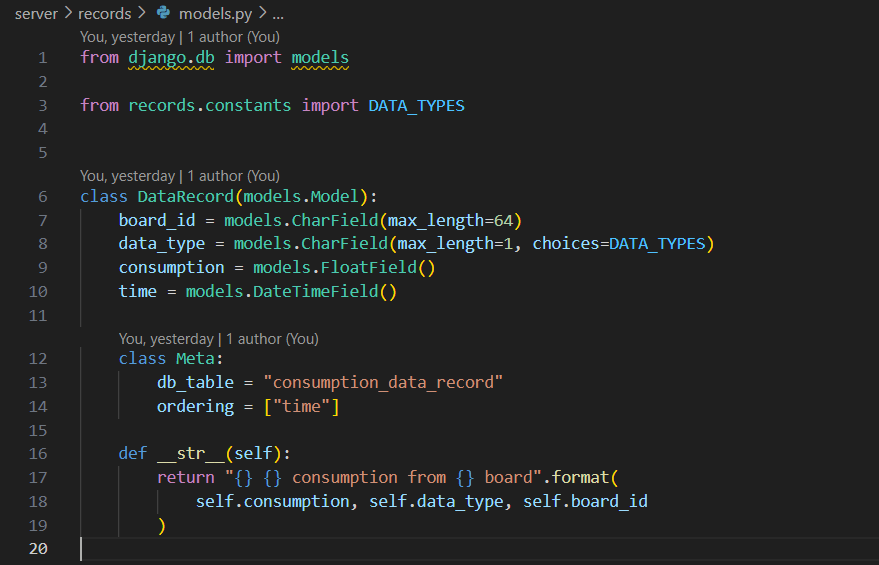 server > records > models.py > ...
You, yesterday | 1 author (You)
1 from django.db import models
2
3 from records.constants import DATA_TYPES
4
5
You, yesterday | 1 author (You)
6 class DataRecord(models.Model):
7     board_id = models.CharField(max_length=64)
8     data_type = models.CharField(max_length=1, choices=DATA_TYPES)
9     consumption = models.FloatField()
10     time = models.DateTimeField()
11
You, yesterday | 1 author (You)
12     class Meta:
13         db_table = "consumption_data_record"
14         ordering = ["time"]
15
16     def __str__(self):
17         return "{} {} consumption from {} board".format(
18             self.consumption, self.data_type, self.board_id
19         )
20